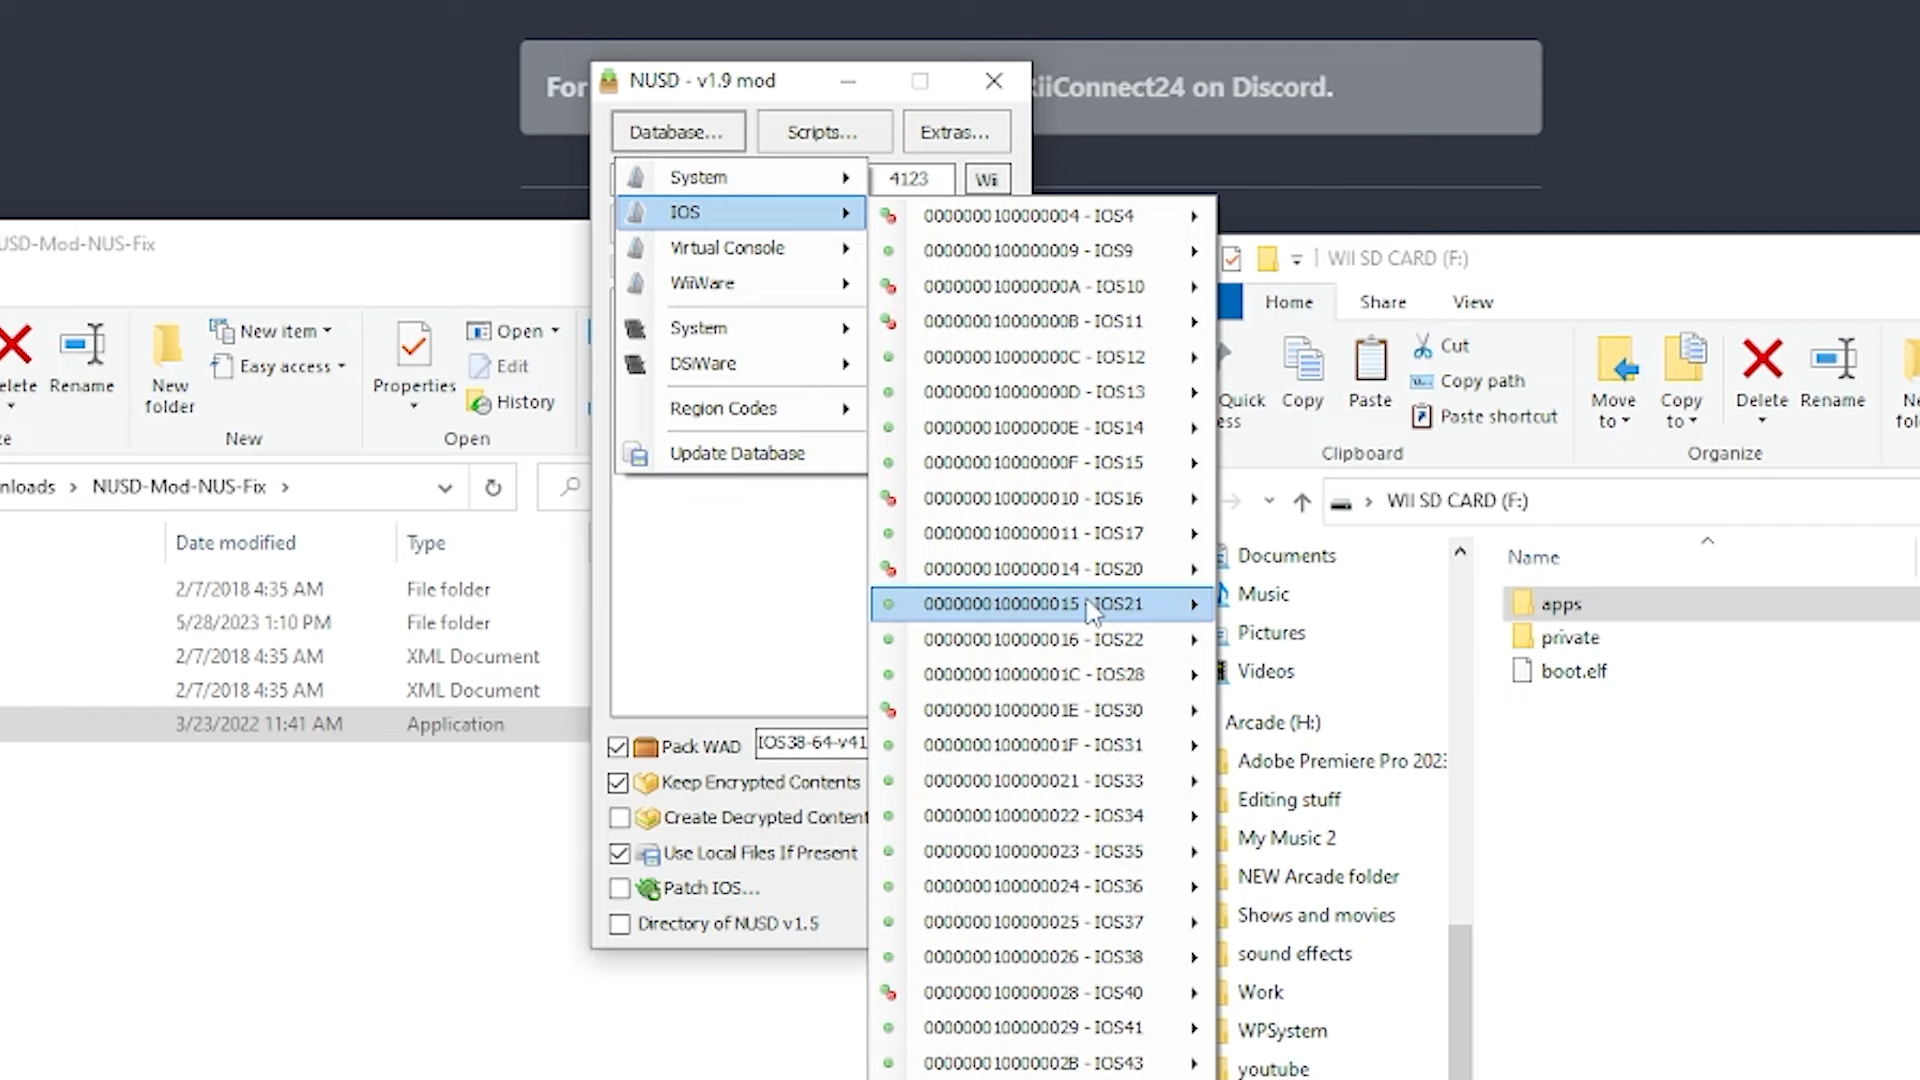 For
iiConnect24 on Discord.
NUSD - v1.9 mod
Database...
Scripts...
Extras...
4123
Wii
System
IOS
Virtual Console
WiiWare
System
DSiWare
Region Codes
Update Database
0000000100000004 - IOS4
0000000100000009 - IOS9
000000010000000A - IOS10
000000010000000B - IOS11
000000010000000C - IOS12
000000010000000D - IOS13
000000010000000E - IOS14
000000010000000F - IOS15
0000000100000010 - IOS16
0000000100000011 - IOS17
0000000100000014 - IOS20
0000000100000015 - IOS21
0000000100000016 - IOS22
000000010000001C - IOS28
000000010000001E - IOS30
000000010000001F - IOS31
0000000100000021 - IOS33
0000000100000022 - IOS34
0000000100000023 - IOS35
0000000100000024 - IOS36
0000000100000025 - IOS37
0000000100000026 - IOS38
0000000100000028 - IOS40
0000000100000029 - IOS41
000000010000002B - IOS43
Pack WAD
IOS38-64-v41
Keep Encrypted Contents
Create Decrypted Content
Use Local Files If Present
Patch IOS...
Directory of NUSD v1.5
USD-Mod-NUS-Fix
elete
Rename
New
folder
New item
Easy access
Properties
Open
Edit
History
New
Open
nloads > NUSD-Mod-NUS-Fix >
Date modified
Type
2/7/2018 4:35 AM
File folder
5/28/2023 1:10 PM
File folder
2/7/2018 4:35 AM
XML Document
2/7/2018 4:35 AM
XML Document
3/23/2022 11:41 AM
Application
WII SD CARD (F:)
Home
Share
View
Quick
ess
Copy
Paste
Cut
Copy path
Paste shortcut
Move
to
Copy
to
Delete
Rename
Ne
fol
Clipboard
Organize
> WII SD CARD (F:)
Documents
Music
Pictures
Videos
Arcade (H:)
Adobe Premiere Pro 202
Editing stuff
My Music 2
NEW Arcade folder
Shows and movies
sound effects
Work
WPSystem
youtube
Name
apps
private
boot.elf